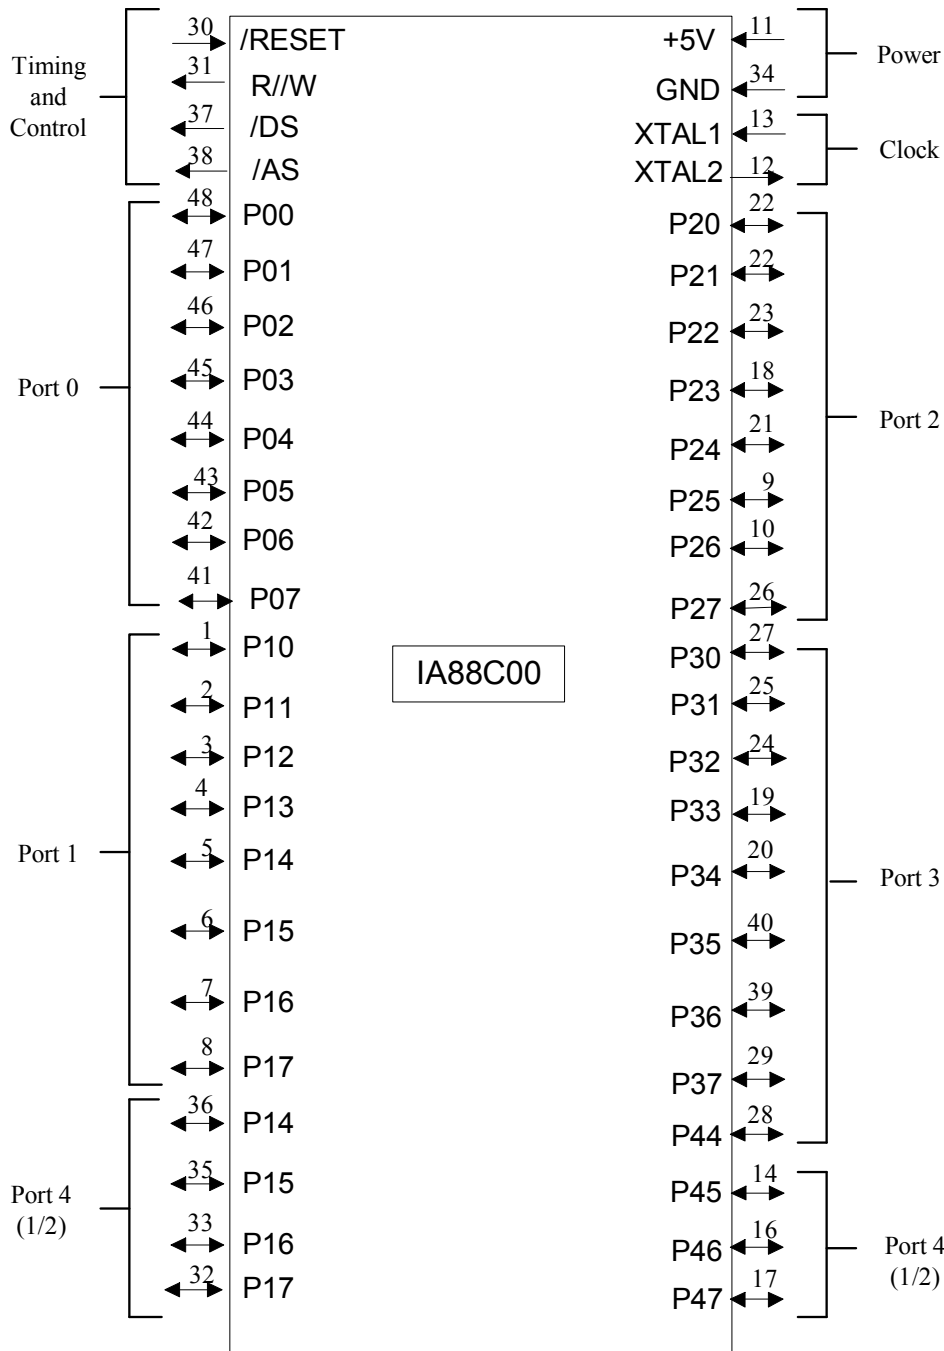 30 /RESET
31 R//W
37 /DS
38 /AS
Timing
and
Control
48 P00
47 P01
46 P02
45 P03
44 P04
43 P05
42 P06
41 P07
Port 0
1 P10
2 P11
3 P12
4 P13
5 P14
6 P15
7 P16
8 P17
Port 1
36 P14
35 P15
33 P16
32 P17
Port 4
(1/2)
IA88C00
+5V 11
GND 34
Power
XTAL1 13
XTAL2 12
Clock
P20 22
P21 22
P22 23
P23 18
P24 21
P25 9
P26 10
P27 26
Port 2
P30 27
P31 25
P32 24
P33 19
P34 20
P35 40
P36 39
P37 29
P44 28
Port 3
P45 14
P46 16
P47 17
Port 4
(1/2)